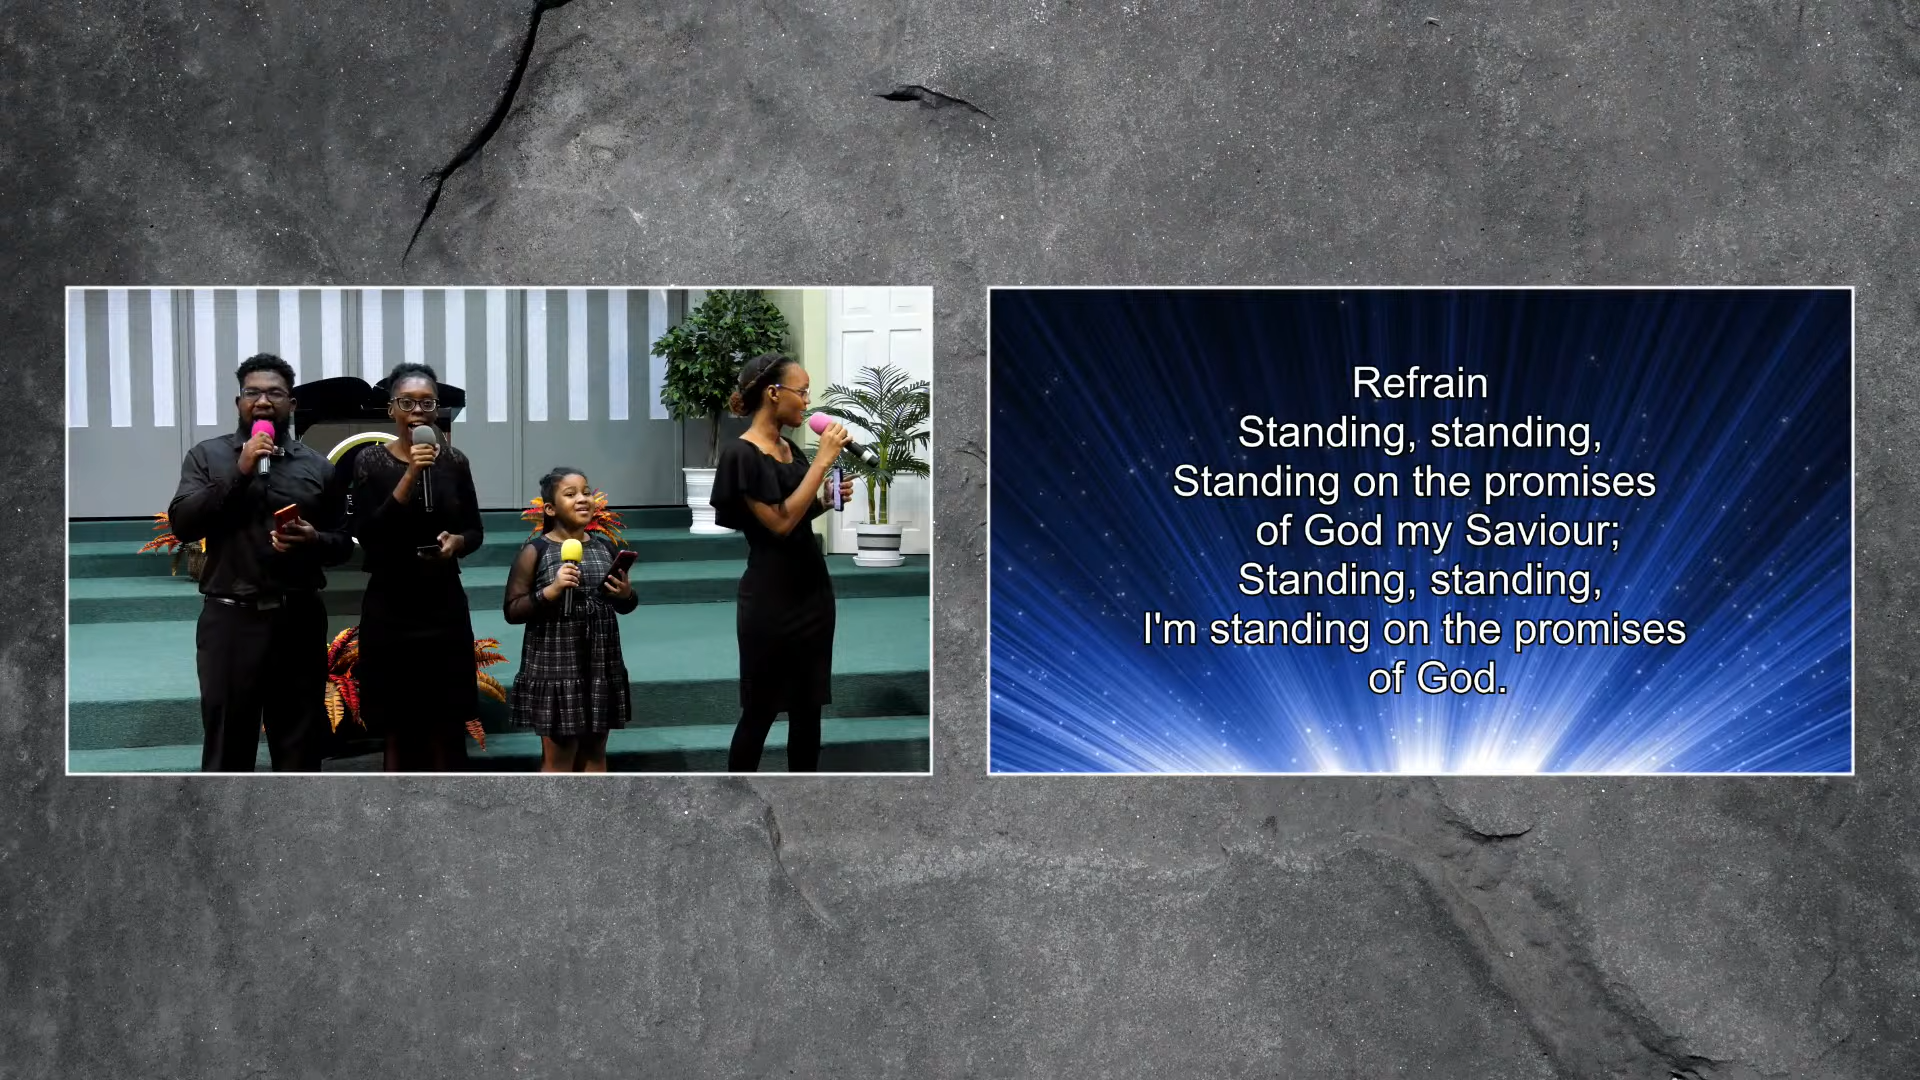 Refrain
Standing, standing,
Standing on the promises
of God my Saviour;
Standing, standing,
I'm standing on the promises
of God.